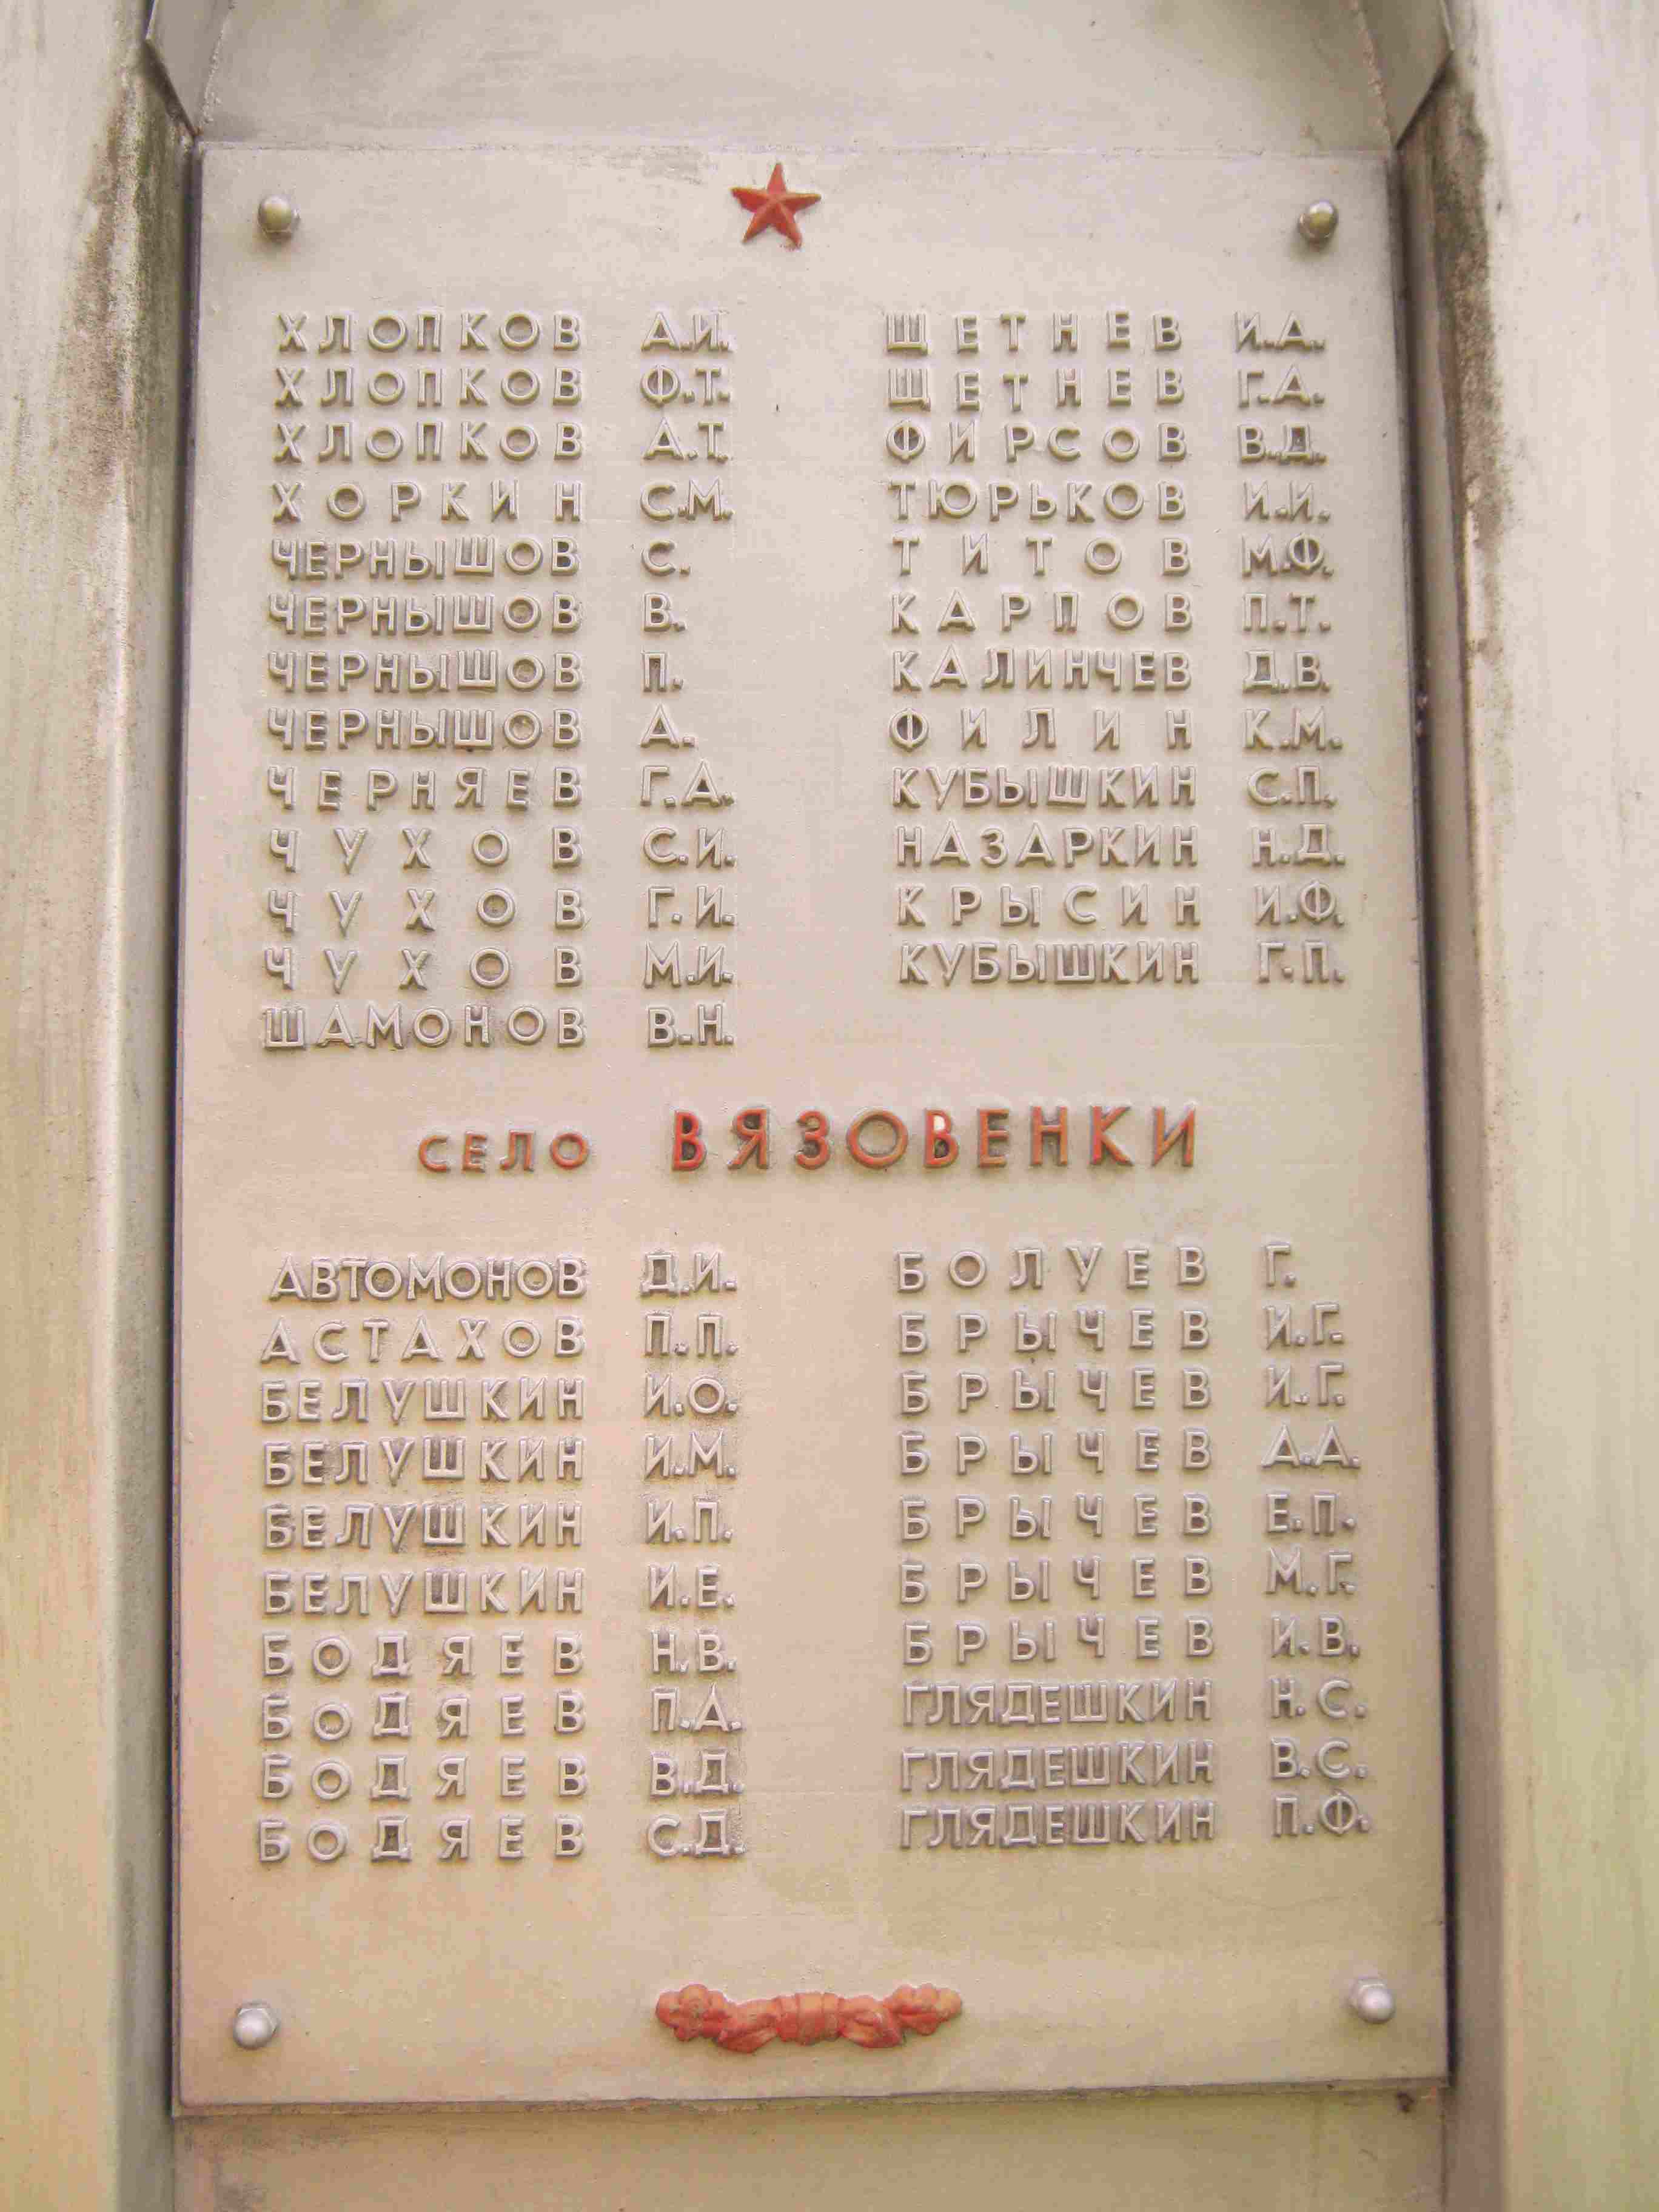 ХЛОПКОВ А.И.
ХЛОПКОВ Ф.Т.
ХЛОПКОВ А.Т.
ХОРКИН С.М.
ЧЕРНЫШОВ С.
ЧЕРНЫШОВ В.
ЧЕРНЫШОВ П.
ЧЕРНЫШОВ А.
ЧЕРНЯЕВ Г.А.
ЧУХОВ С.И.
ЧУХОВ Г.И.
ЧУХОВ М.И.
ШАМОНОВ В.Н.
ЩЕТНЕВ И.А.
ЩЕТНЕВ Г.А.
ФИРСОВ В.Д.
ТЮРЬКОВ И.И.
ТИТОВ М.Ф.
КАРПОВ П.Т.
КАЛИНЧЕВ Д.В.
ФИЛИН К.М.
КУБЫШКИН С.П.
НАЗАРКИН Н.Д.
КРЫСИН И.Ф.
КУБЫШКИН Г.П.
СЕЛО ВЯЗОВЕНКИ
АВТОМОНОВ Д.И.
АСТАХОВ П.П.
БЕЛУШКИН И.О.
БЕЛУШКИН И.М.
БЕЛУШКИН И.П.
БЕЛУШКИН И.Е.
БОДЯЕВ Н.В.
БОДЯЕВ П.А.
БОДЯЕВ В.Д.
БОДЯЕВ С.Д.
БОЛУЕВ Г.
БРЫЧЕВ И.Г.
БРЫЧЕВ И.Г.
БРЫЧЕВ А.А.
БРЫЧЕВ Е.П.
БРЫЧЕВ М.Г.
БРЫЧЕВ И.В.
ГЛЯДЕШКИН Н.С.
ГЛЯДЕШКИН В.С.
ГЛЯДЕШКИН П.Ф.